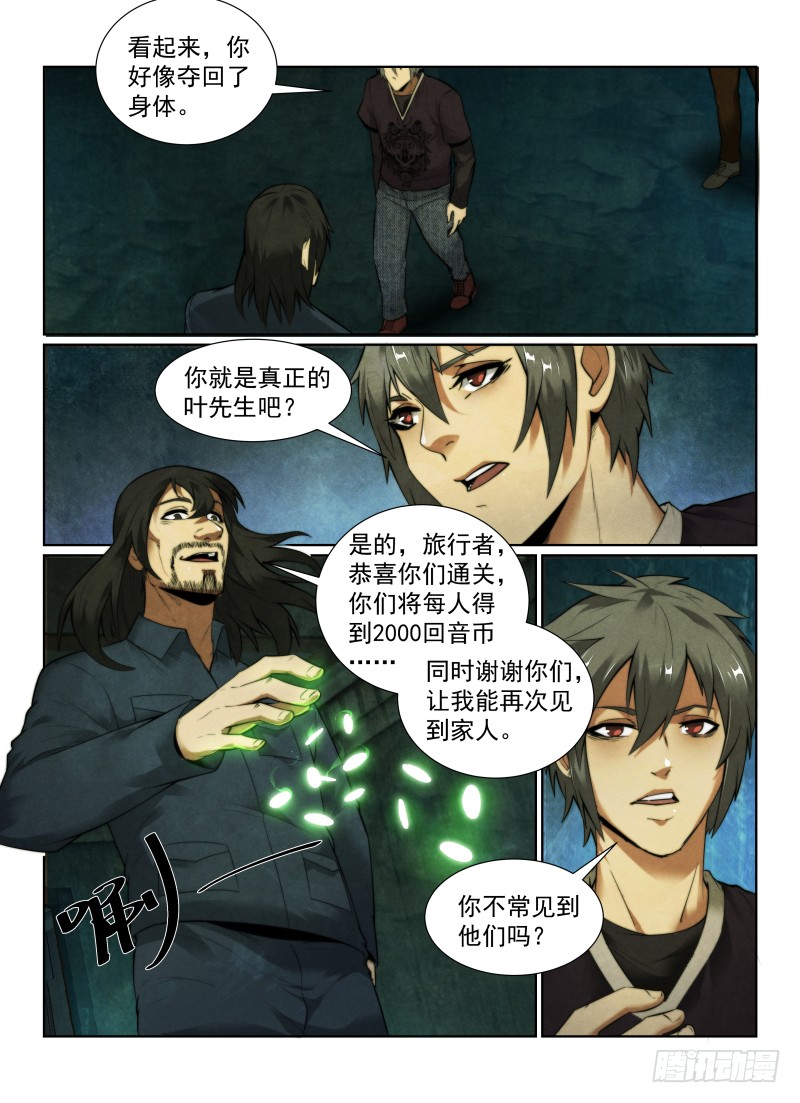 看起来，你
好像夺回了
身体。
你就是真正的
叶先生吧？
是的，旅行者，
恭喜你们通关，
你们将每人得
到2000回音币
……
同时谢谢你们，
让我能再次见
到家人。
唰
你不常见到
他们吗？
腾讯动漫